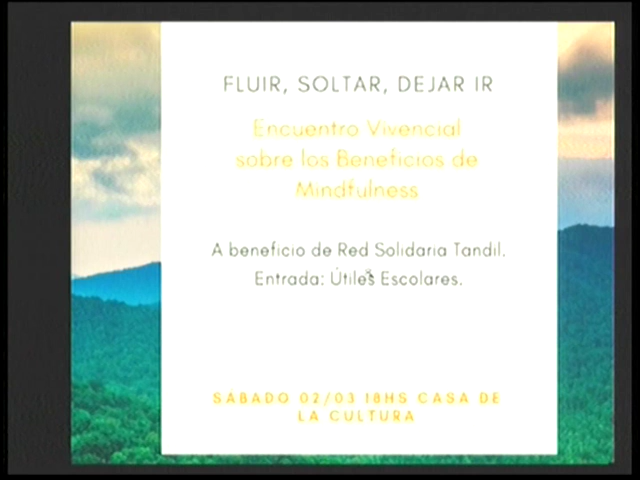 FLUIR, SOLTAR, DEJAR IR
Encuentro Vivencial
sobre los Beneficios de
Mindfulness
A beneficio de Red Solidaria Tandil.
Entrada: Útiles Escolares.
SÁBADO 02/03 18HS CASA DE
LA CULTURA